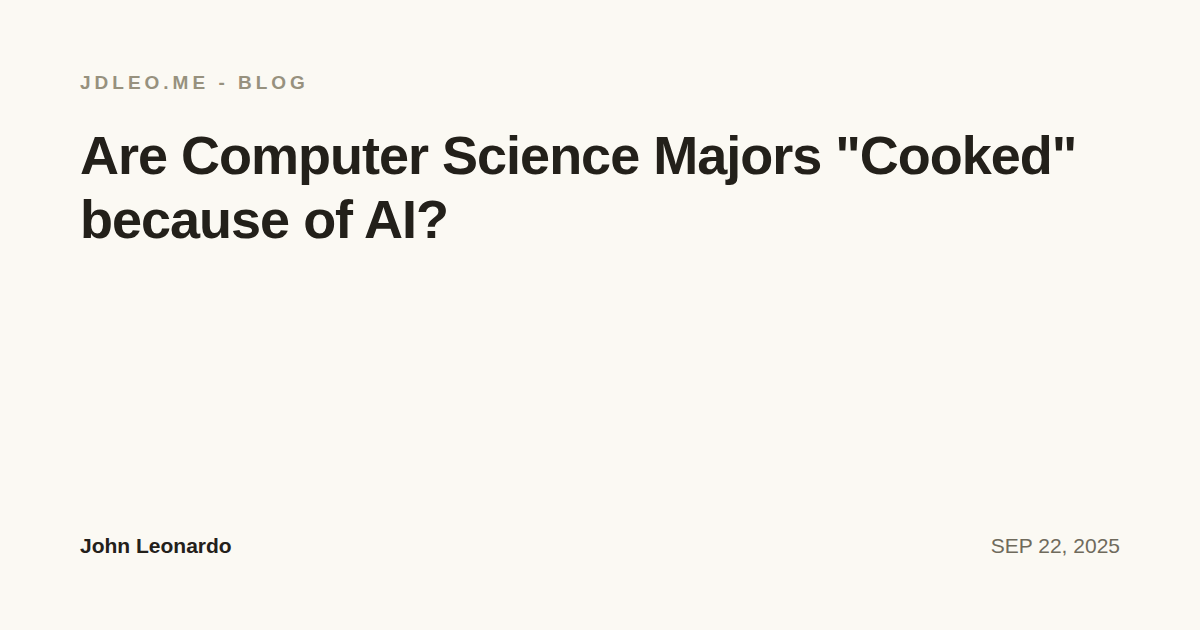 JDLEO.ME - BLOG
Are Computer Science Majors "Cooked"
because of AI?
John Leonardo
SEP 22, 2025